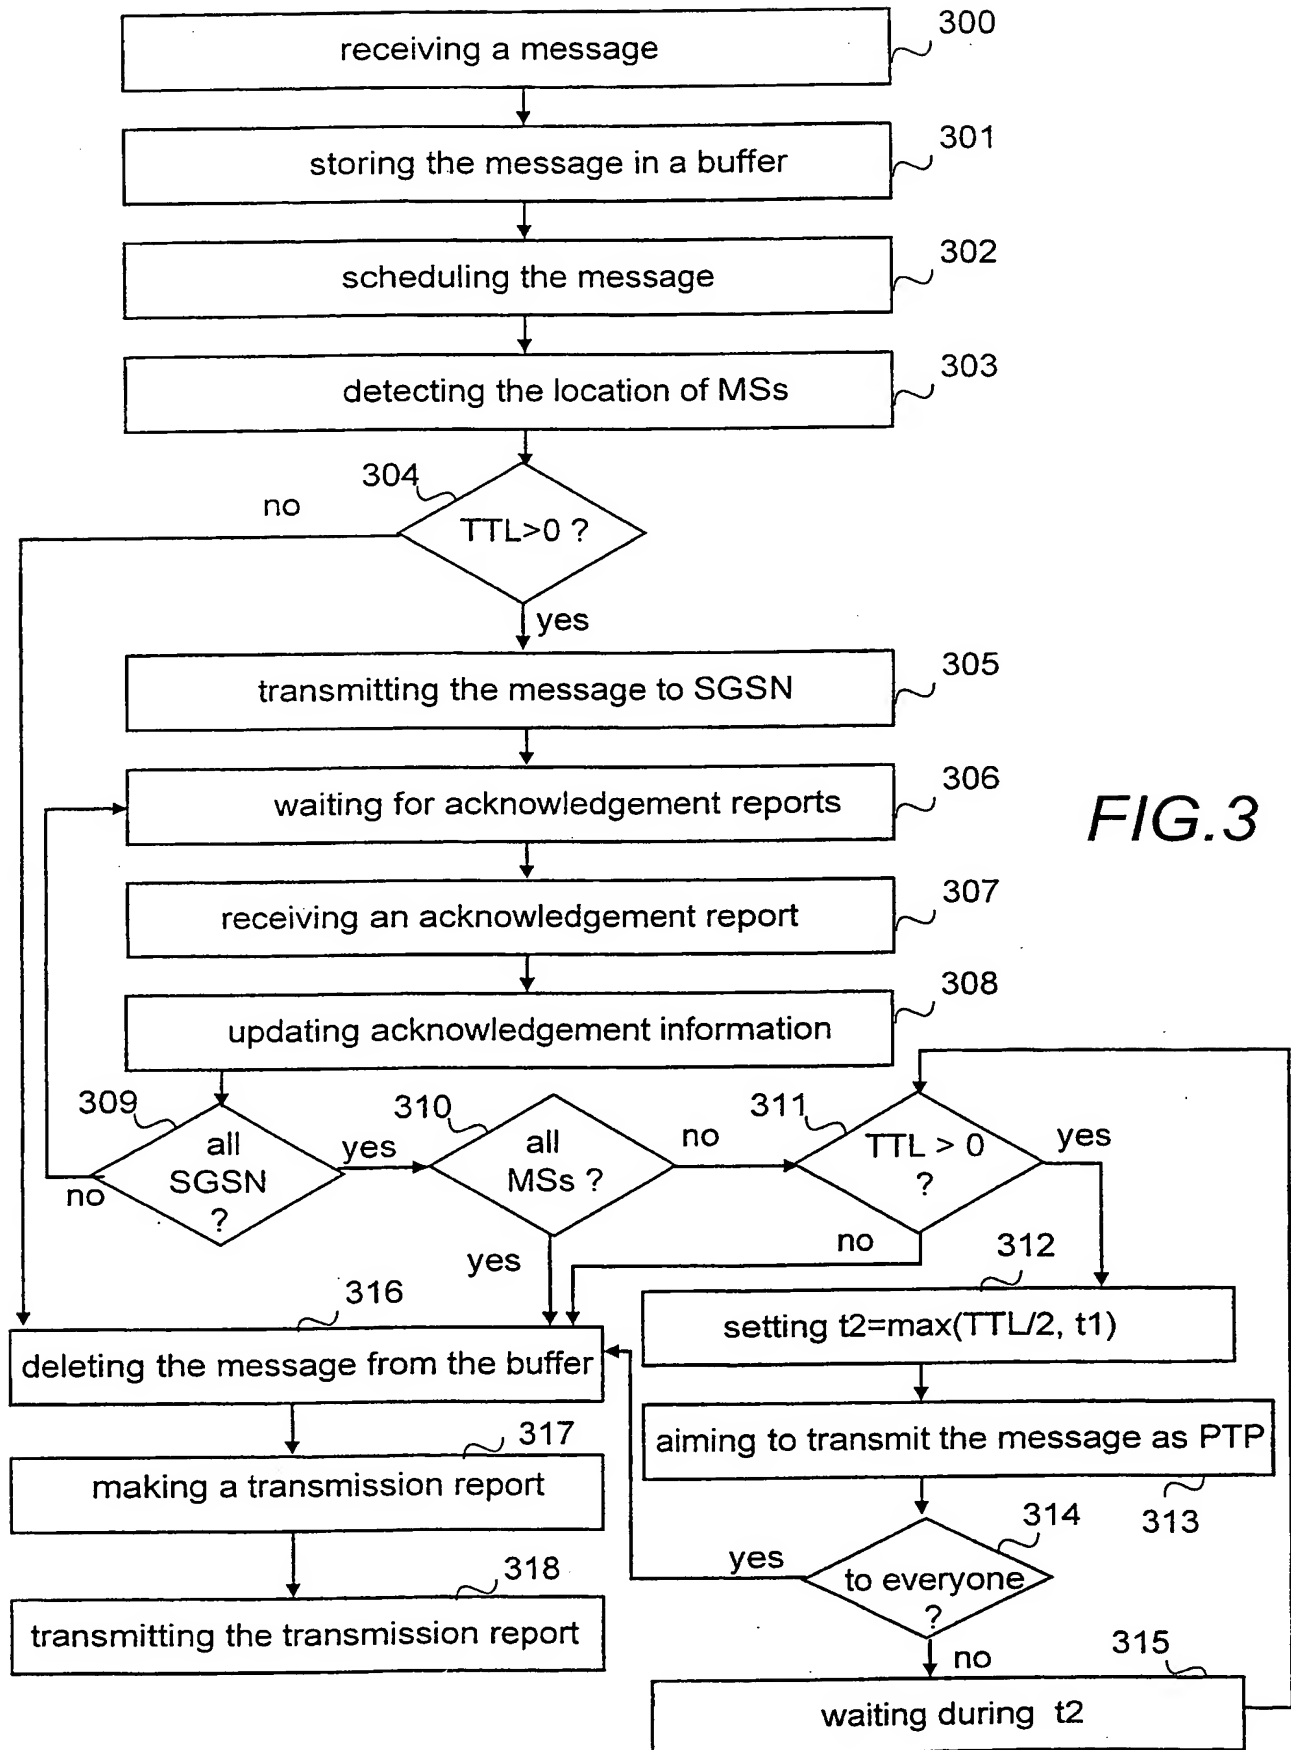 300
receiving a message
301
storing the message in a buffer
302
scheduling the message
303
detecting the location of MSs
304
no
TTL>0 ?
yes
305
transmitting the message to SGSN
306
waiting for acknowledgement reports
FIG.3
307
receiving an acknowledgement report
308
updating acknowledgement information
309
all
SGSN
?
no
yes
310
all
MSs ?
no
yes
311
TTL > 0
?
yes
no
312
setting t2=max(TTL/2, t1)
316
deleting the message from the buffer
aiming to transmit the message as PTP
313
317
making a transmission report
314
to everyone
?
yes
no
318
transmitting the transmission report
315
waiting during t2